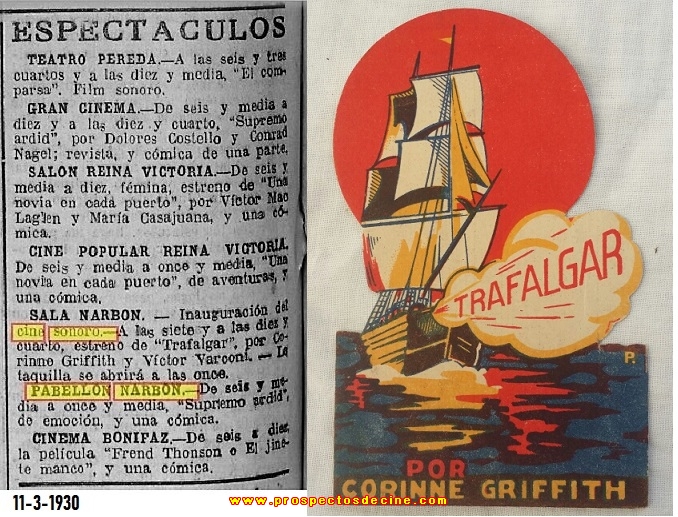 ESPECTACULOS
TEATRO PEREDA.—A las seis y tres
cuartos y a las diez y media, "El com-
parsa". Film sonoro.
GRAN CINEMA.—De seis y media a
diez y a las diez y cuarto, "Supremo
ardid", por Dolores Costello y Conrad
Nagel; revista, y cómica de una parte.
SALON REINA VICTORIA.—De seis y
media a diez, fémina, estreno de "Una
novia en cada puerto", por Víctor Mac
Laglen y María Casajuana, y una có-
mica.
CINE POPULAR REINA VICTORIA.
De seis y media a once y media, "Una
novila en cada puerto", de aventuras, y
una cómica.
SALA NARBON. — Inauguración del
cine sonoro.—A las siete y a las diez y
cuarto, estreno de "Trafalgar", por Co-
rinne Griffith y Víctor Varconi. — La
taquilla se abrirá a las once.
PABELLON NARBON.—De seis y me-
dia a once y media, "Supremo ardid",
de emoción, y una cómica.
CINEMA BONIFAZ.—De seis a diez,
la película "Frend Thonson o El jine-
te manco", y una cómica.
11-3-1930
TRAFALGAR
P.
POR
CORINNE GRIFFITH
www.prospectosdecine.com